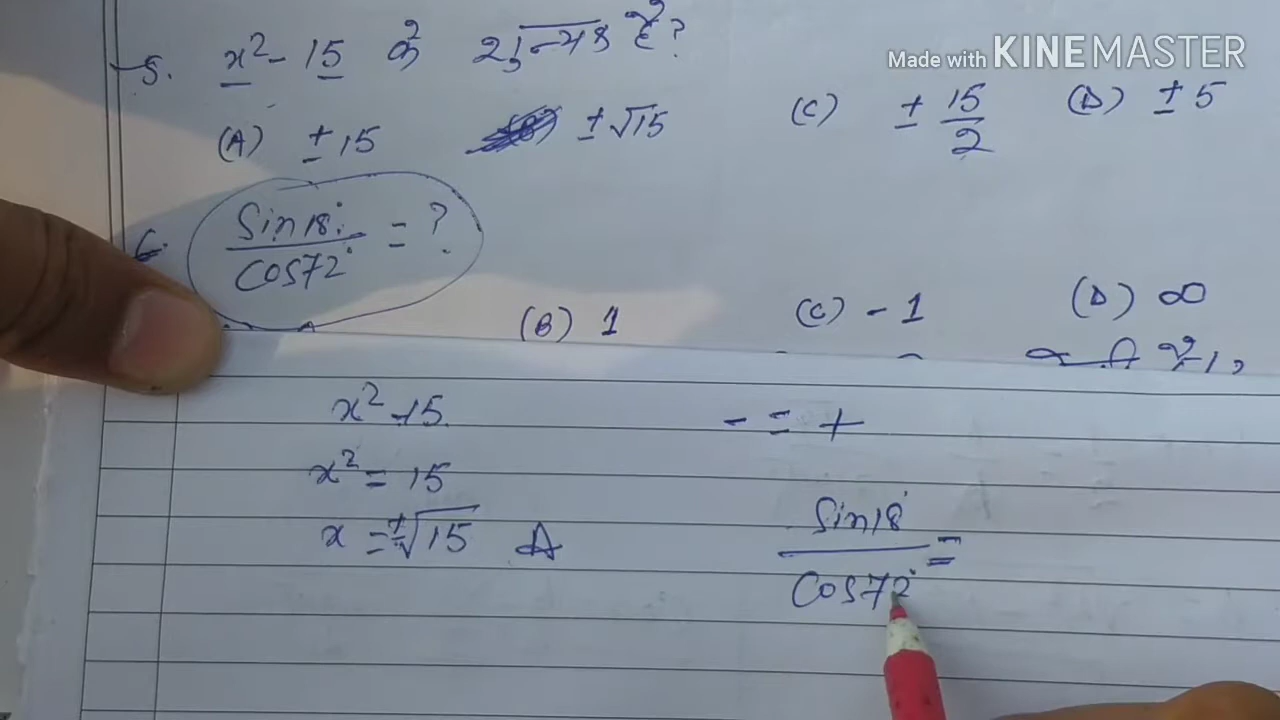 Made with KINEMASTER
5. x² - 15 के शून्यक है?
(A) ± 15 (B) ± √15 (C) ± 15/2 (D) ± 5
6. Sin18°/Cos72° = ?
(B) 1 (C) - 1 (D) ∞
x² - 15.
x² = 15
x = ±√15 A
- = +
Sin18°/Cos72° =